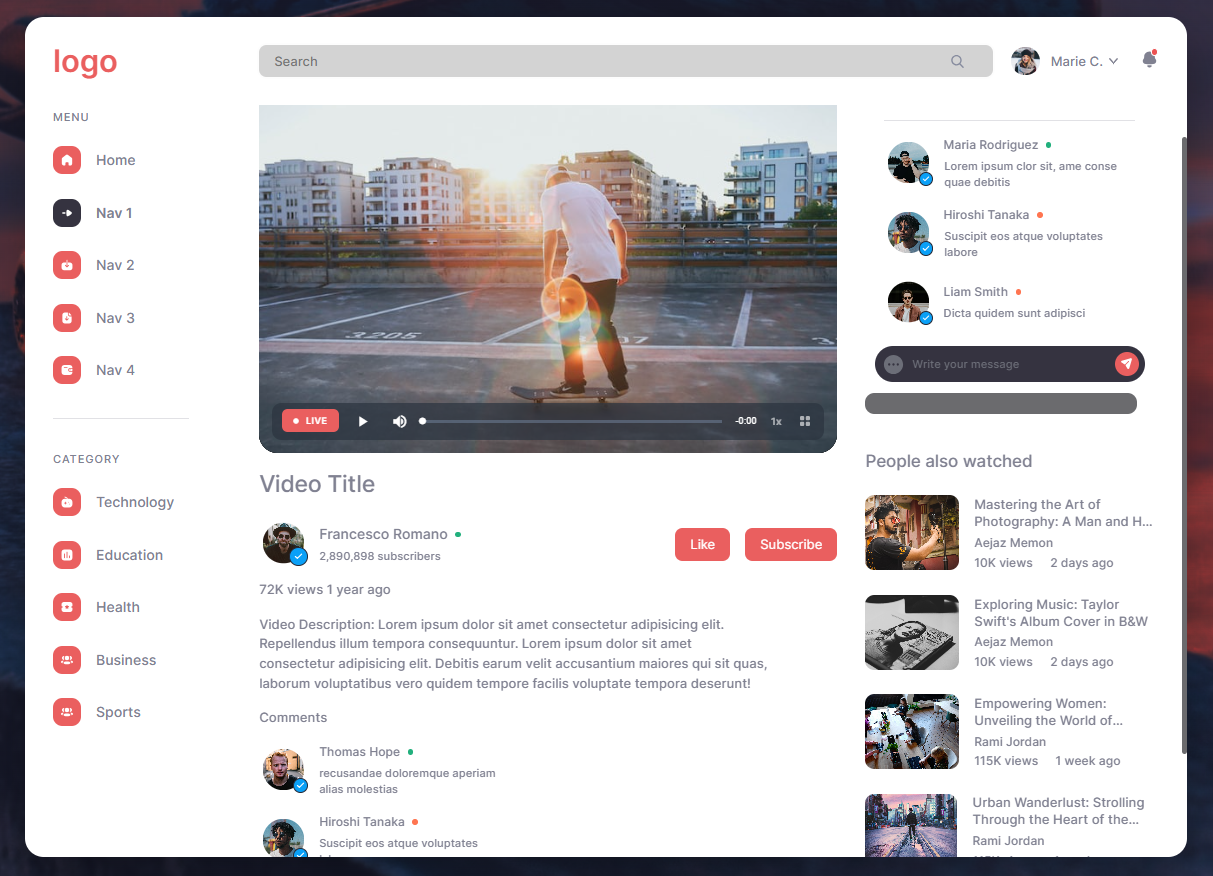 logo
Search
Marie C.
MENU
Home
Nav 1
Nav 2
Nav 3
Nav 4
CATEGORY
Technology
Education
Health
Business
Sports
3205
LIVE
-0:00
1x
Video Title
Francesco Romano
2,890,898 subscribers
Like
Subscribe
72K views 1 year ago
Video Description: Lorem ipsum dolor sit amet consectetur adipisicing elit.
Repellendus illum tempora consequuntur. Lorem ipsum dolor sit amet
consectetur adipisicing elit. Debitis earum velit accusantium maiores qui sit quas,
laborum voluptatibus vero quidem tempore facilis voluptate tempora deserunt!
Comments
Thomas Hope
recusandae doloremque aperiam
alias molestias
Hiroshi Tanaka
Suscipit eos atque voluptates
Maria Rodriguez
Lorem ipsum clor sit, ame conse
quae debitis
Hiroshi Tanaka
Suscipit eos atque voluptates
labore
Liam Smith
Dicta quidem sunt adipisci
Write your message
People also watched
Mastering the Art of
Photography: A Man and H...
Aejaz Memon
10K views 2 days ago
Exploring Music: Taylor
Swift's Album Cover in B&W
Aejaz Memon
10K views 2 days ago
Empowering Women:
Unveiling the World of...
Rami Jordan
115K views 1 week ago
Urban Wanderlust: Strolling
Through the Heart of the...
Rami Jordan